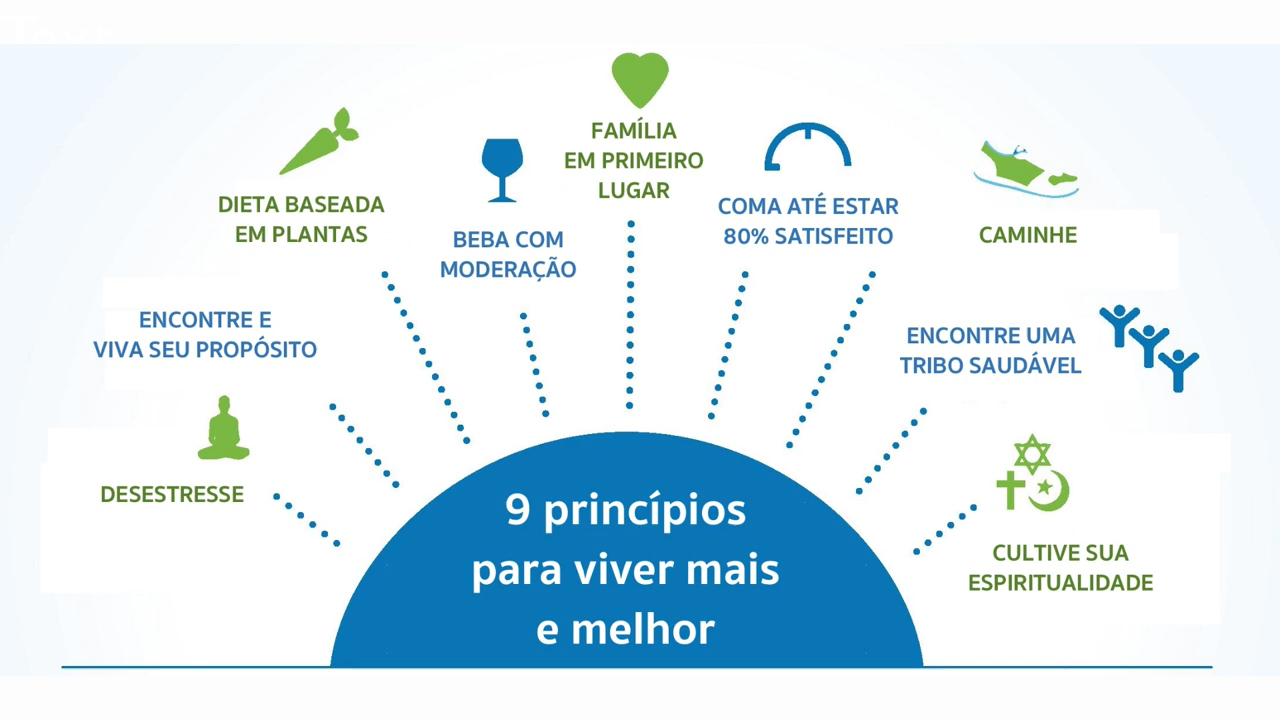 FAMÍLIA
EM PRIMEIRO
LUGAR
DIETA BASEADA
EM PLANTAS
BEBA COM
MODERAÇÃO
COMA ATÉ ESTAR
80% SATISFEITO
CAMINHE
ENCONTRE E
VIVA SEU PROPÓSITO
ENCONTRE UMA
TRIBO SAUDÁVEL
DESESTRESSE
CULTIVE SUA
ESPIRITUALIDADE
9 princípios
para viver mais
e melhor